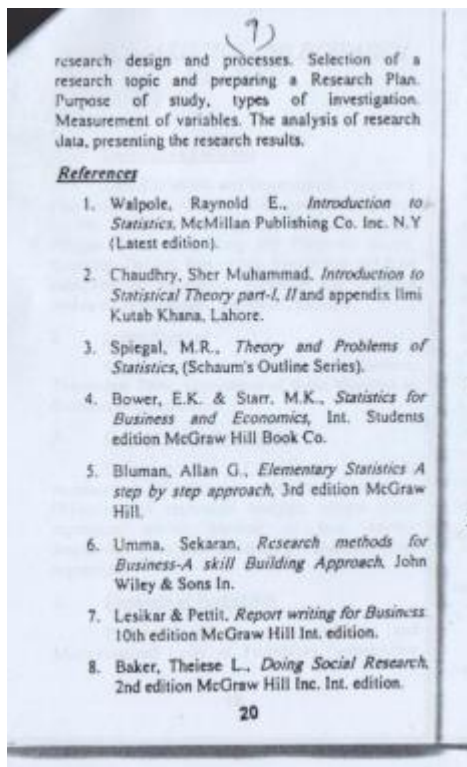 9
research design and processes. Selection of a
research topic and preparing a Research Plan.
Purpose of study, types of investigation.
Measurement of variables. The analysis of research
data, presenting the research results.
References
1. Walpole, Raynold E., Introduction to
Statistics, McMillan Publishing Co. Inc. N.Y
(Latest edition).
2. Chaudhry, Sher Muhammad, Introduction to
Statistical Theory part-I, II and appendix Ilmi
Kutab Khana, Lahore.
3. Spiegal, M.R., Theory and Problems of
Statistics, (Schaum's Outline Series).
4. Bower, E.K. & Starr, M.K., Statistics for
Business and Economics, Int. Students
edition McGraw Hill Book Co.
5. Bluman, Allan G., Elementary Statistics A
step by step approach, 3rd edition McGraw
Hill.
6. Umma, Sekaran, Research methods for
Business-A skill Building Approach, John
Wiley & Sons In.
7. Lesikar & Pettit, Report writing for Business
10th edition McGraw Hill Int. edition.
8. Baker, Theiese L., Doing Social Research,
2nd edition McGraw Hill Inc. Int. edition.
20